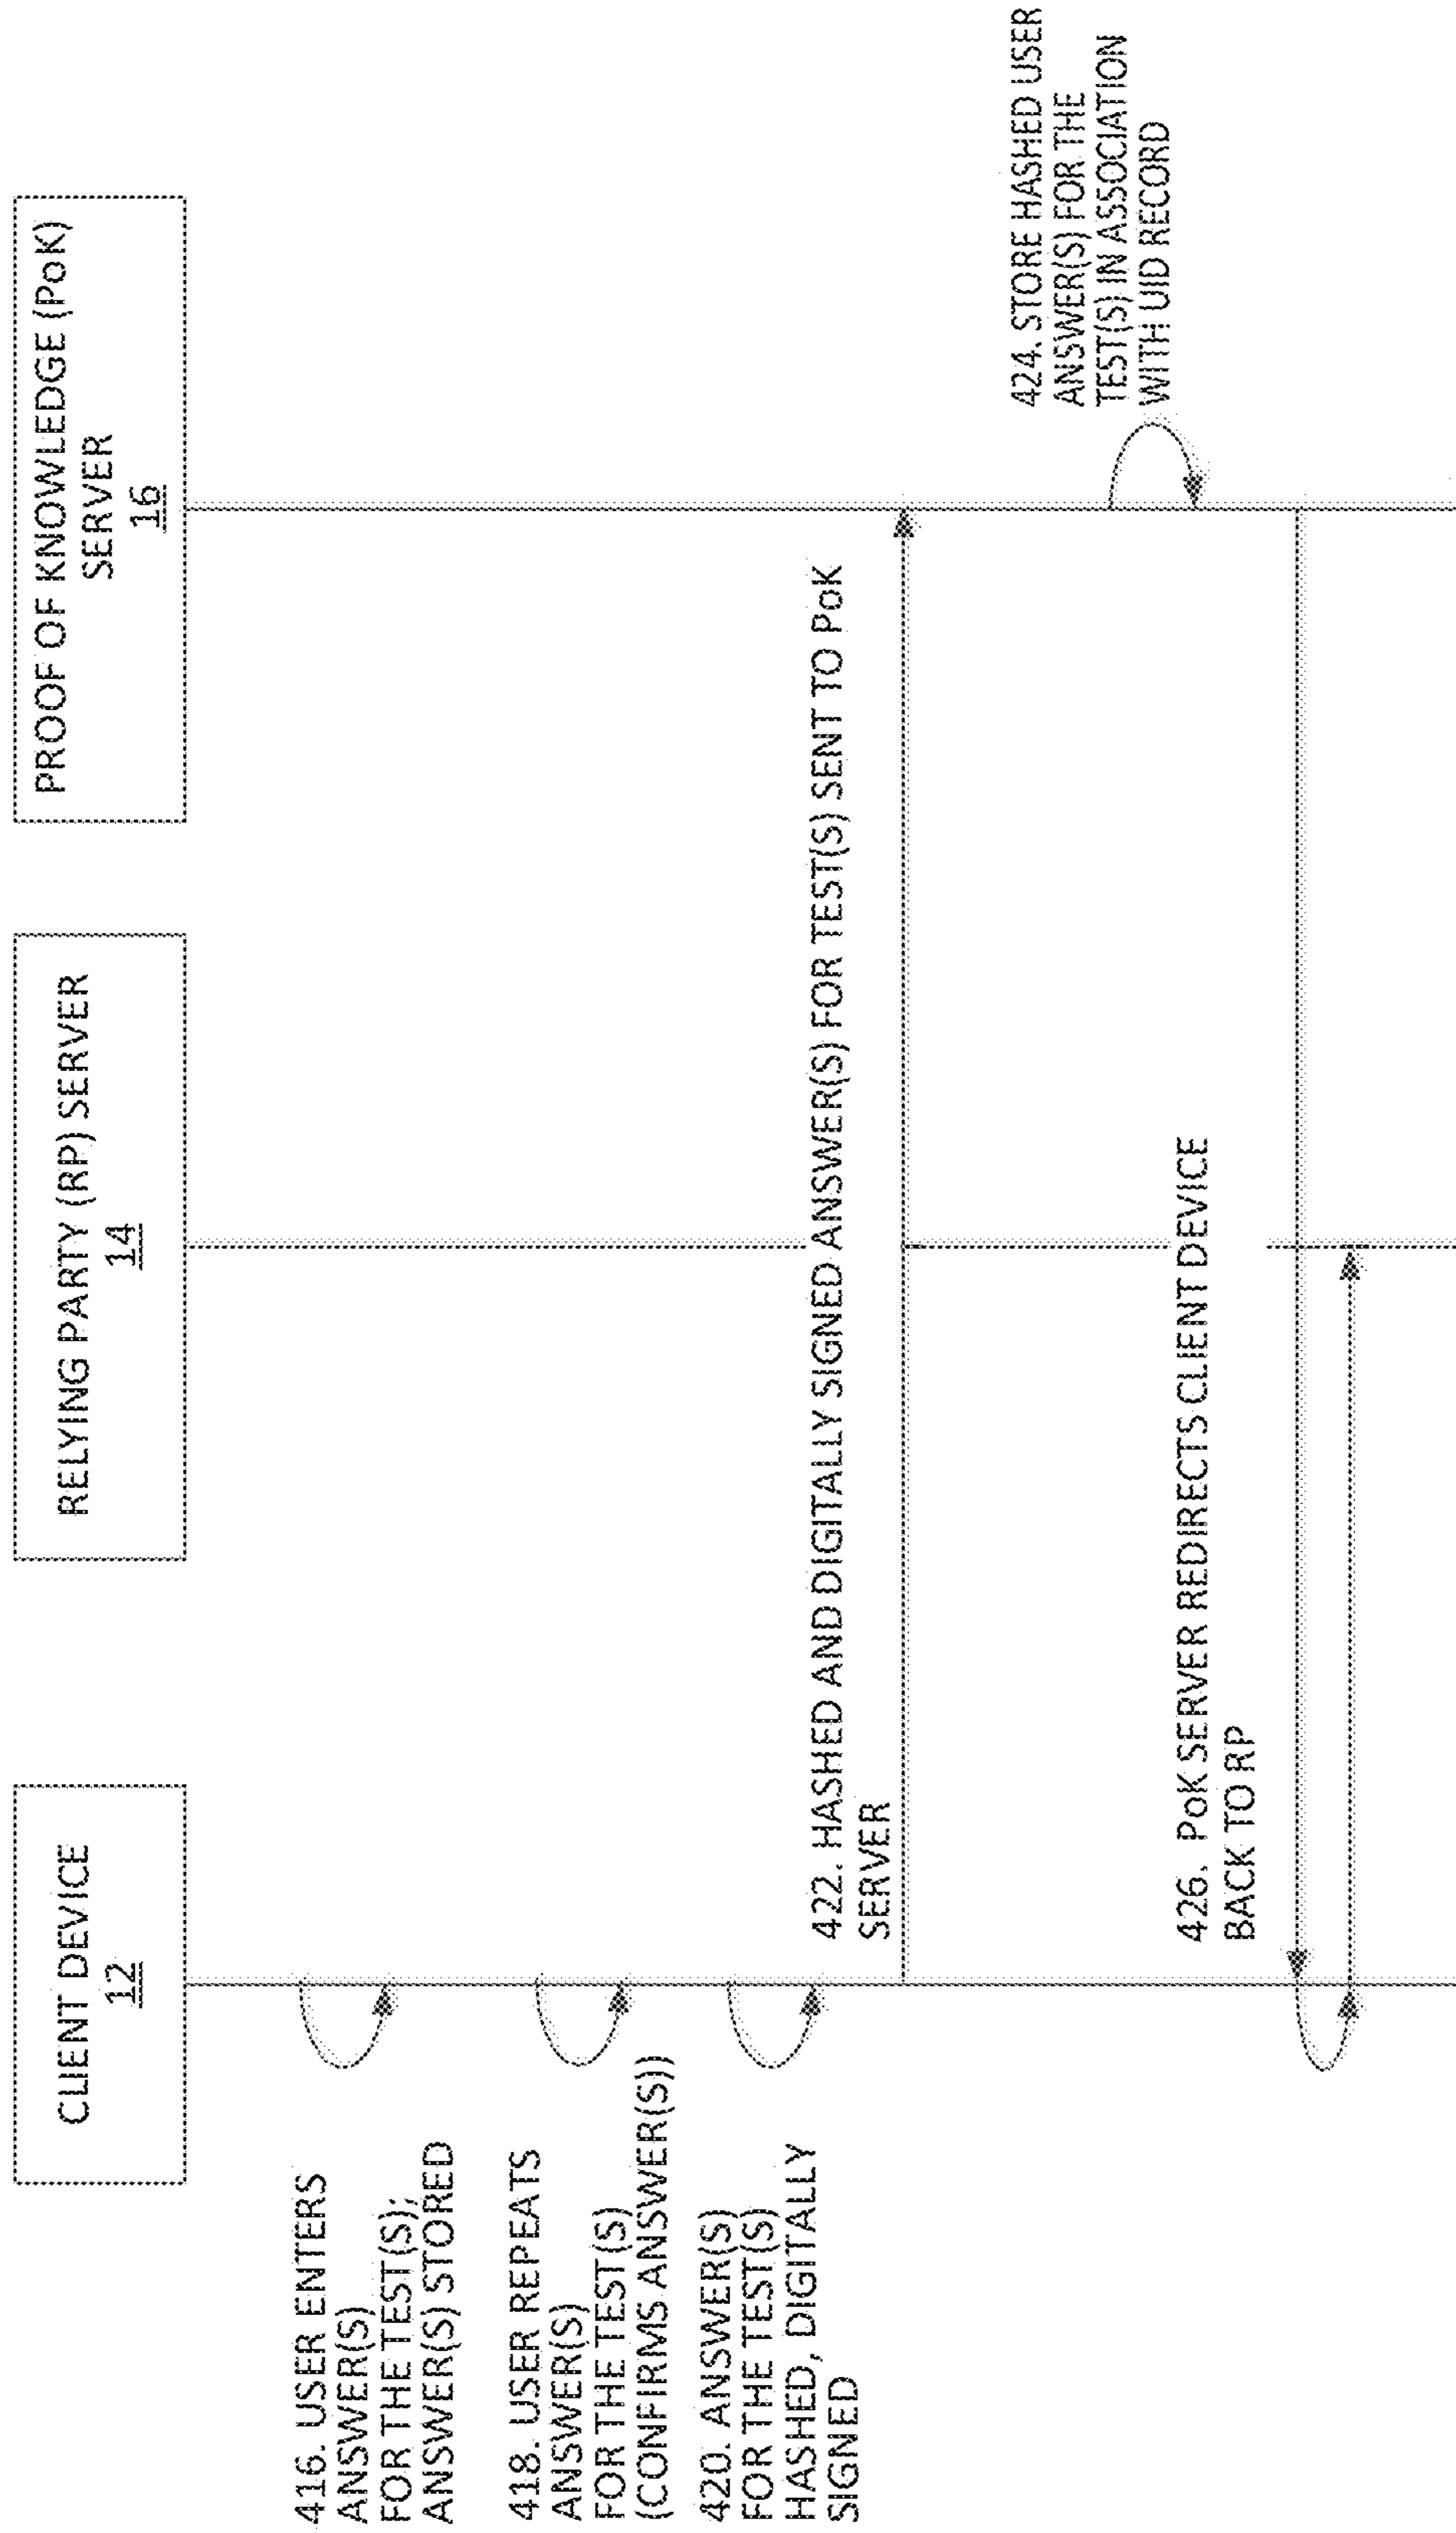 CLIENT DEVICE
12
RELYING PARTY (RP) SERVER
14
PROOF OF KNOWLEDGE (PoK)
SERVER
16
416. USER ENTERS
ANSWER(S)
FOR THE TEST(S);
ANSWER(S) STORED
418. USER REPEATS
ANSWER(S)
FOR THE TEST(S)
(CONFIRMS ANSWER(S))
420. ANSWER(S)
FOR THE TEST(S)
HASHED, DIGITALLY
SIGNED
422. HASHED AND DIGITALLY SIGNED ANSWER(S) FOR TEST(S) SENT TO PoK
SERVER
424. STORE HASHED USER
ANSWER(S) FOR THE
TEST(S) IN ASSOCIATION
WITH UID RECORD
426. PoK SERVER REDIRECTS CLIENT DEVICE
BACK TO RP